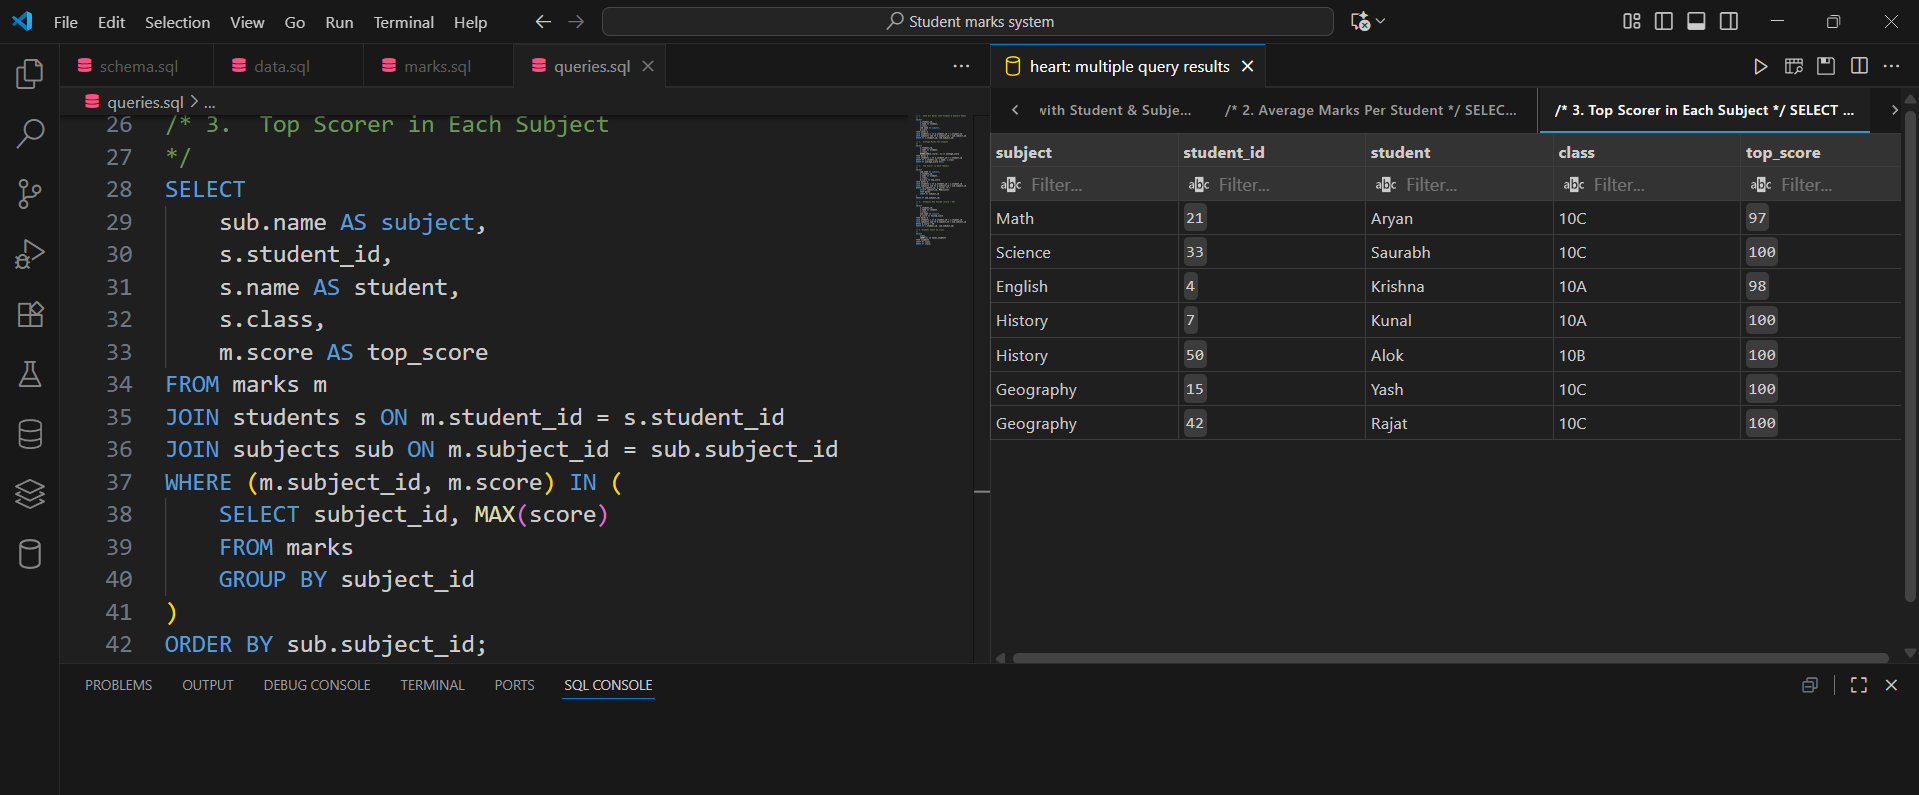 File Edit Selection View Go Run Terminal Help
Student marks system
schema.sql data.sql marks.sql queries.sql
queries.sql > ...
26 /* 3.  Top Scorer in Each Subject
27 */
28 SELECT
29     sub.name AS subject,
30     s.student_id,
31     s.name AS student,
32     s.class,
33     m.score AS top_score
34 FROM marks m
35 JOIN students s ON m.student_id = s.student_id
36 JOIN subjects sub ON m.subject_id = sub.subject_id
37 WHERE (m.subject_id, m.score) IN (
38     SELECT subject_id, MAX(score)
39     FROM marks
40     GROUP BY subject_id
41 )
42 ORDER BY sub.subject_id;
heart: multiple query results
with Student & Subje... /* 2. Average Marks Per Student */ SELEC... /* 3. Top Scorer in Each Subject */ SELECT ...
subject student_id student class top_score
abc Filter... abc Filter... abc Filter... abc Filter... abc Filter...
Math 21 Aryan 10C 97
Science 33 Saurabh 10C 100
English 4 Krishna 10A 98
History 7 Kunal 10A 100
History 50 Alok 10B 100
Geography 15 Yash 10C 100
Geography 42 Rajat 10C 100
PROBLEMS OUTPUT DEBUG CONSOLE TERMINAL PORTS SQL CONSOLE